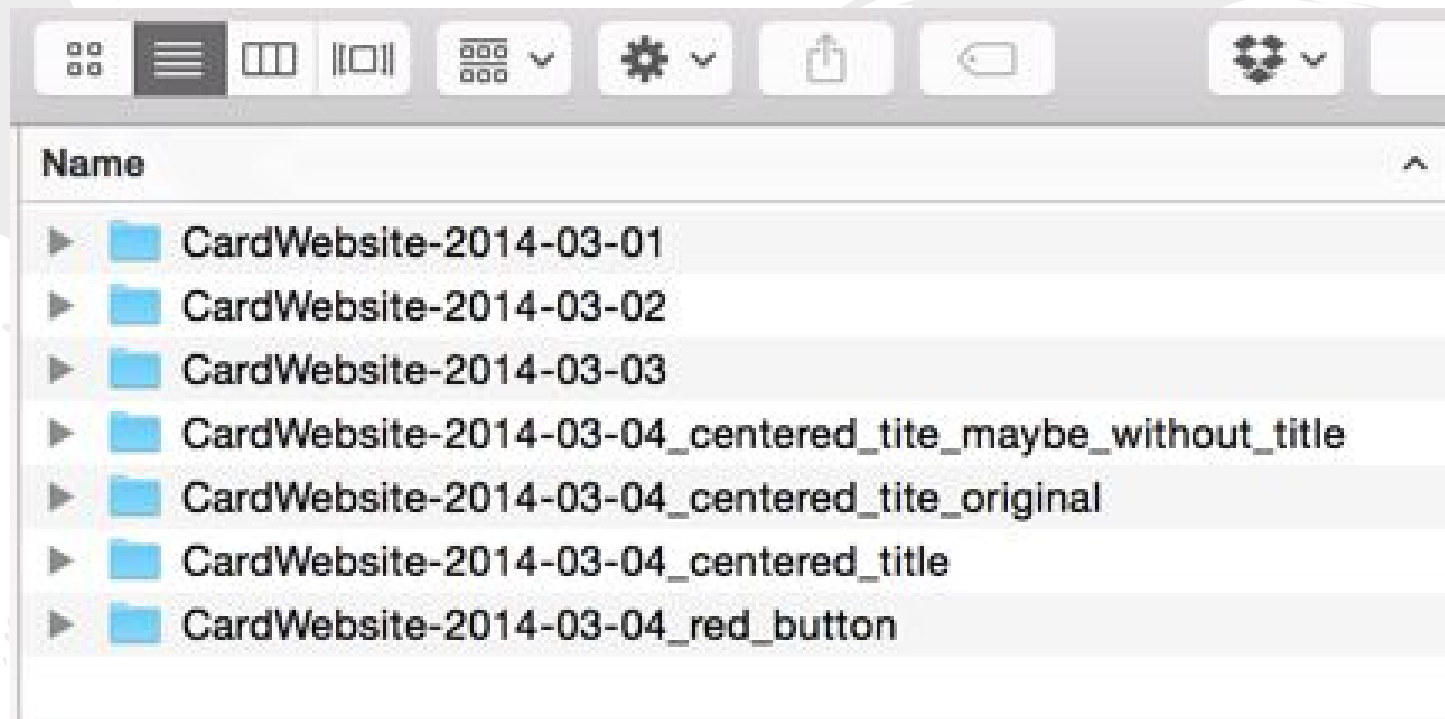 Name
CardWebsite-2014-03-01
CardWebsite-2014-03-02
CardWebsite-2014-03-03
CardWebsite-2014-03-04_centered_tite_maybe_without_title
CardWebsite-2014-03-04_centered_tite_original
CardWebsite-2014-03-04_centered_title
CardWebsite-2014-03-04_red_button